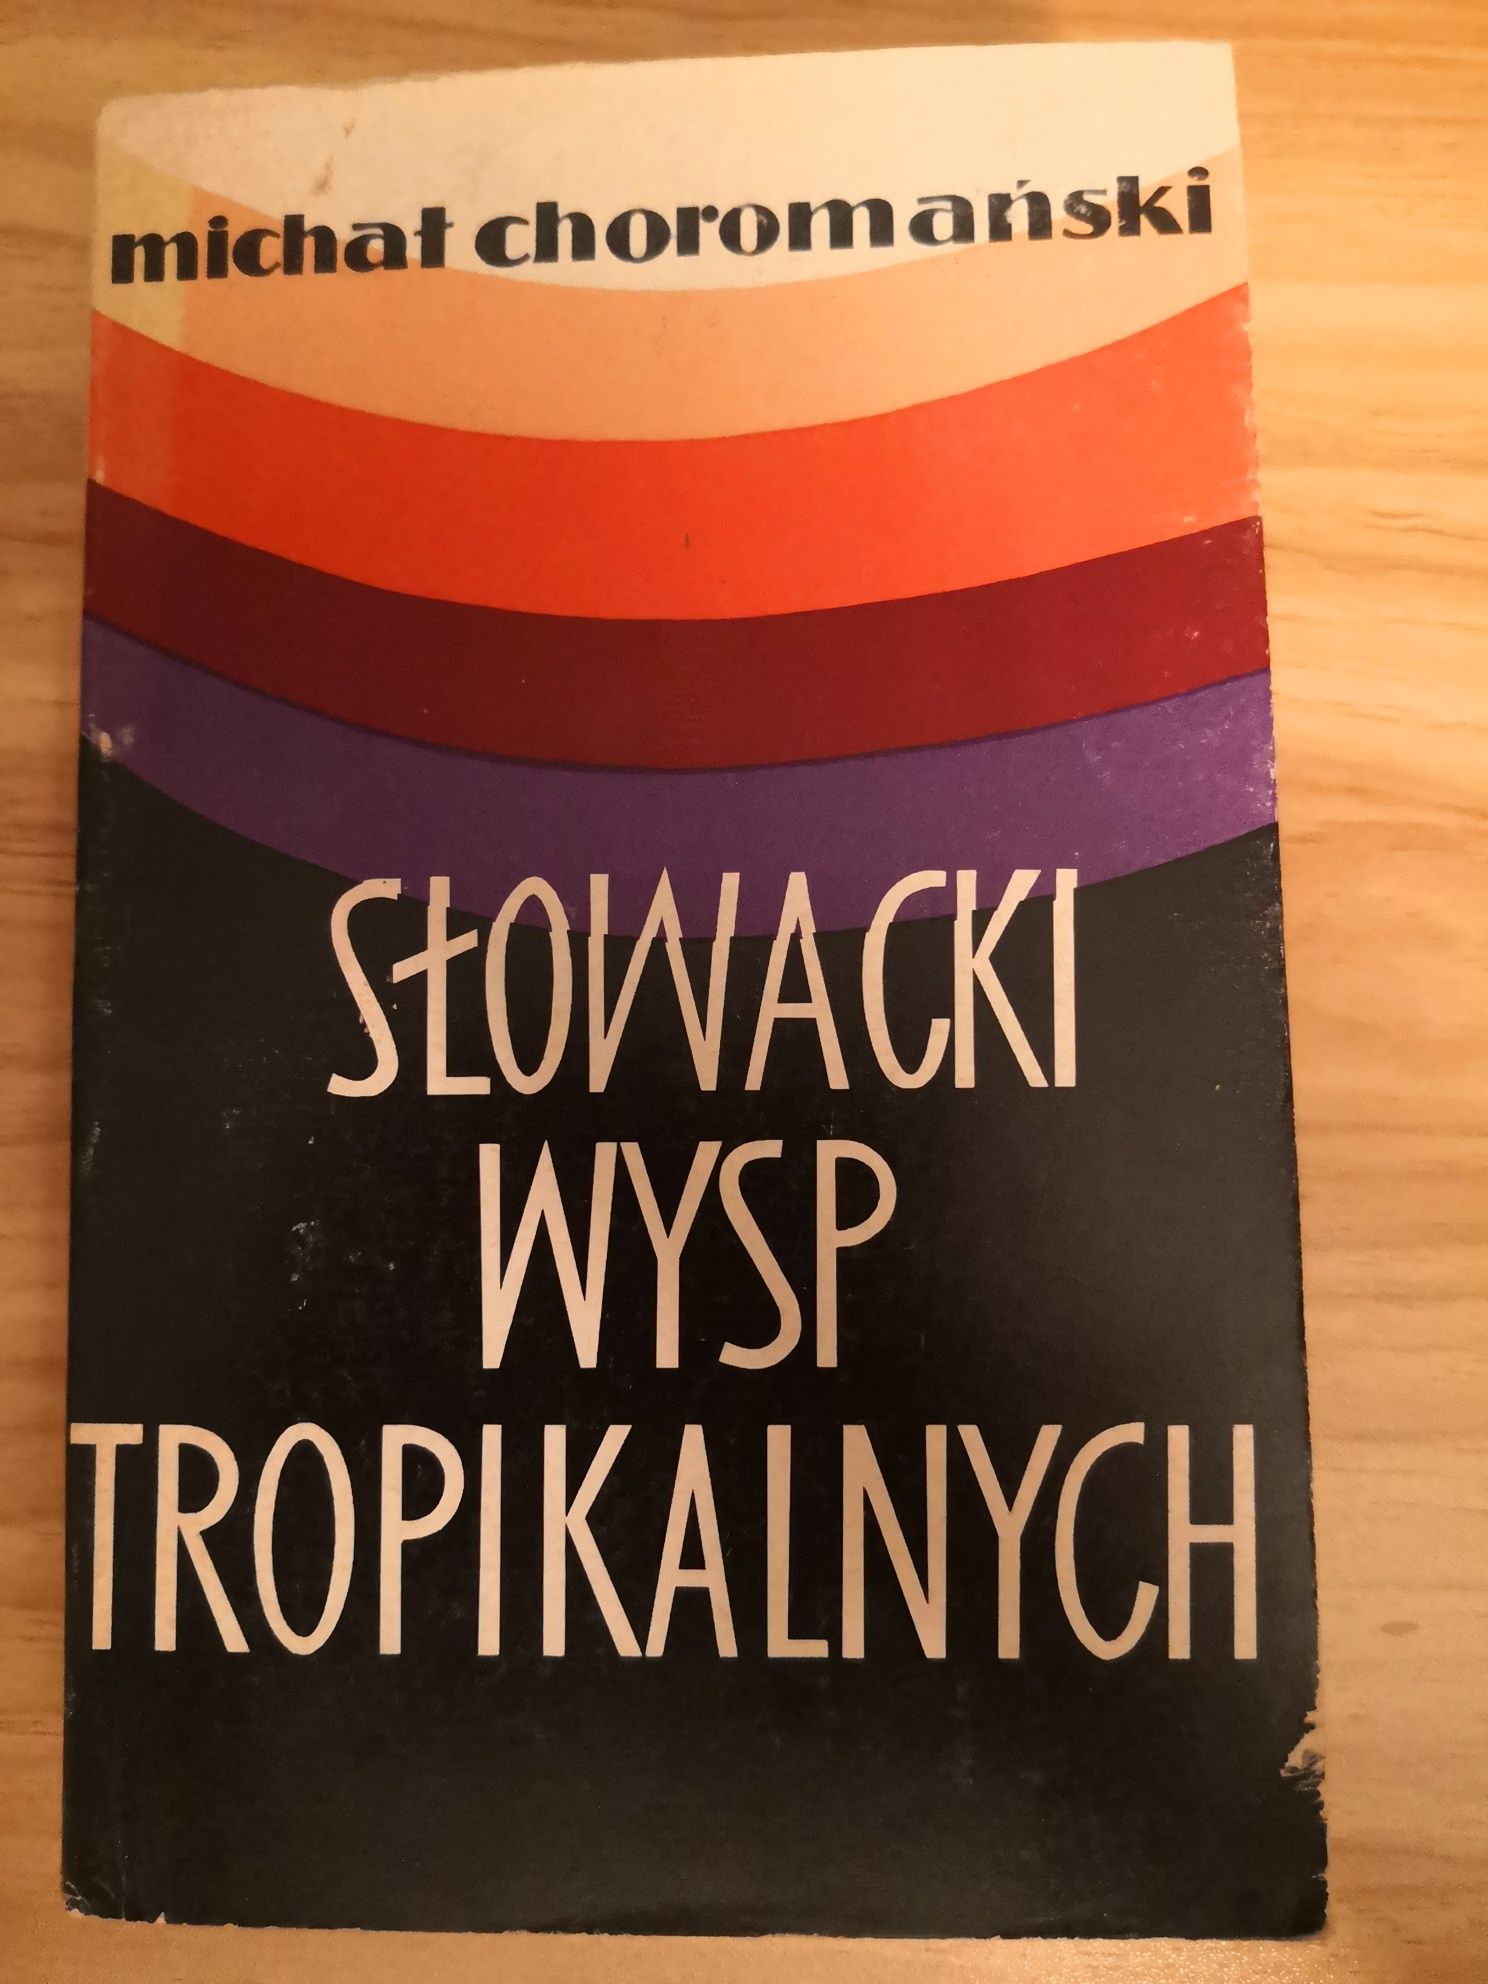 michał choromański
SŁOWACKI
WYSP
TROPIKALNYCH